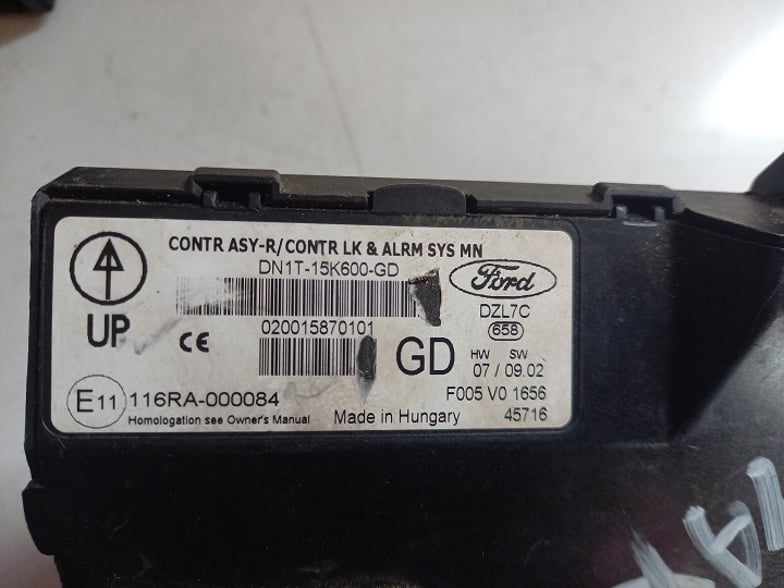 CONTR ASY-R/CONTR LK & ALRM SYS MN
DN1T-15K600-GD
Ford
UP
CE
020015870101
GD
DZL7C
658
HW SW
07 / 09.02
E11 116RA-000084
F005 V0 1656
Homologation see Owner's Manual
Made in Hungary
45716